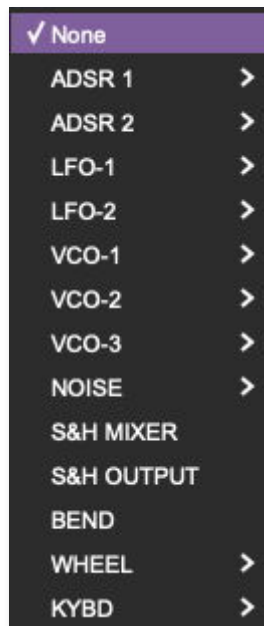 ✓ None
ADSR 1 >
ADSR 2 >
LFO-1 >
LFO-2 >
VCO-1 >
VCO-2 >
VCO-3 >
NOISE >
S&H MIXER
S&H OUTPUT
BEND
WHEEL >
KYBD >